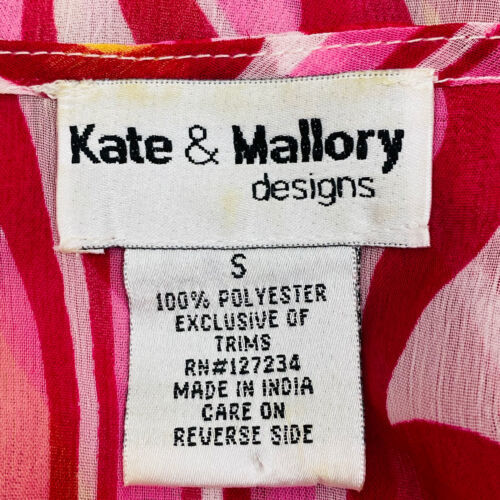 Kate & Mallory
designs
S
100% POLYESTER
EXCLUSIVE OF
TRIMS
RN#127234
MADE IN INDIA
CARE ON
REVERSE SIDE